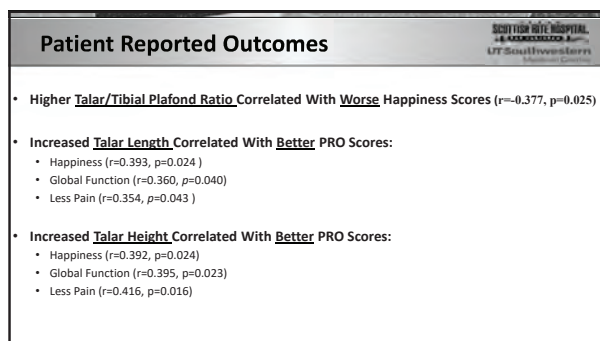 Patient Reported Outcomes
SCOTTISH RITE HOSPITAL
UT Southwestern
Medical Center
• Higher Talar/Tibial Plafond Ratio Correlated With Worse Happiness Scores (r=-0.377, p=0.025)
• Increased Talar Length Correlated With Better PRO Scores:
• Happiness (r=0.393, p=0.024 )
• Global Function (r=0.360, p=0.040)
• Less Pain (r=0.354, p=0.043 )
• Increased Talar Height Correlated With Better PRO Scores:
• Happiness (r=0.392, p=0.024)
• Global Function (r=0.395, p=0.023)
• Less Pain (r=0.416, p=0.016)